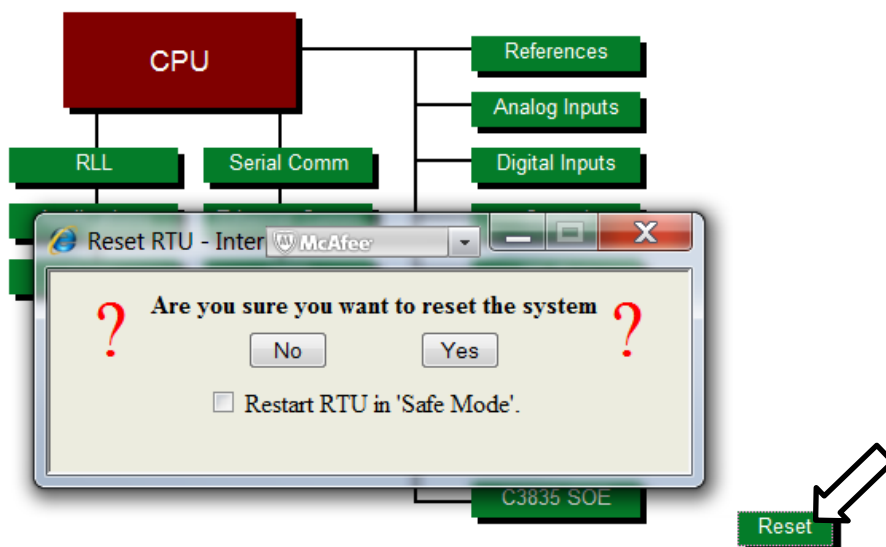 CPU
References
Analog Inputs
RLL
Serial Comm
Digital Inputs
Reset RTU - Inter
McAfee
Are you sure you want to reset the system
? ?
No
Yes
Restart RTU in 'Safe Mode'.
C3835 SOE
Reset